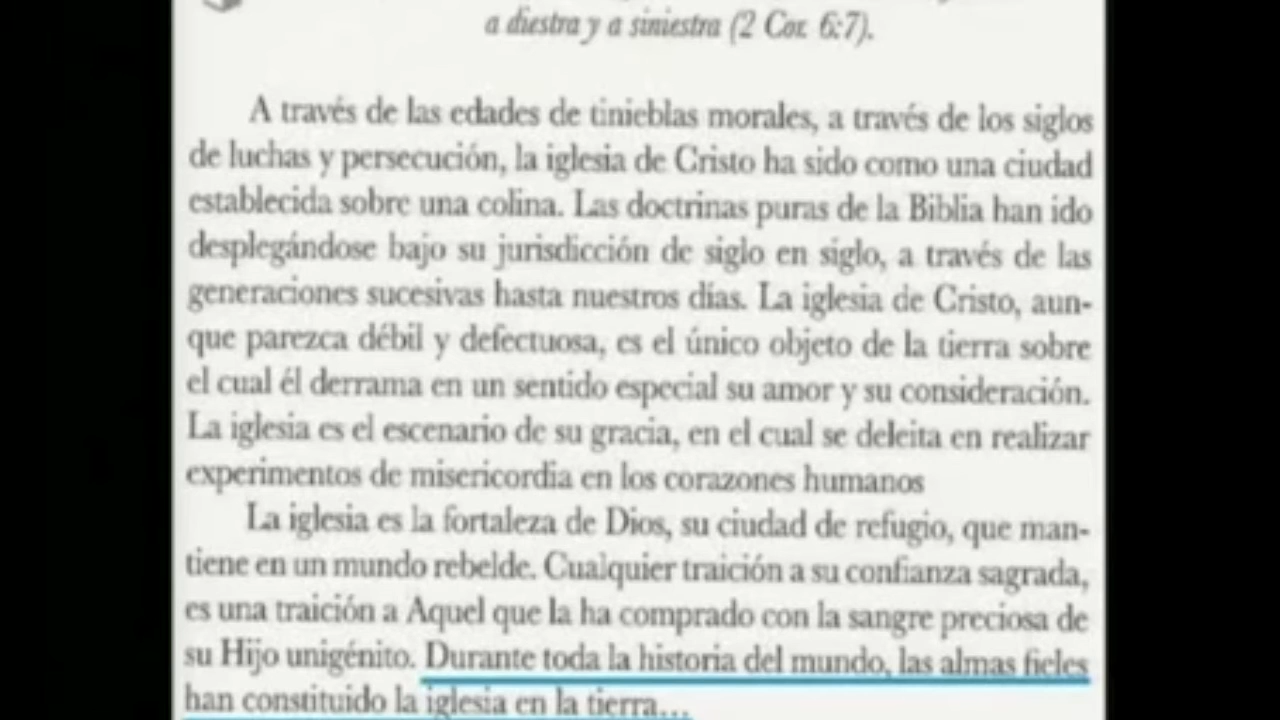 a diestra y a siniestra (2 Cor. 6:7).
A través de las edades de tinieblas morales, a través de los siglos
de luchas y persecución, la iglesia de Cristo ha sido como una ciudad
establecida sobre una colina. Las doctrinas puras de la Biblia han ido
desplegándose bajo su jurisdicción de siglo en siglo, a través de las
generaciones sucesivas hasta nuestros días. La iglesia de Cristo, aun-
que parezca débil y defectuosa, es el único objeto de la tierra sobre
el cual él derrama en un sentido especial su amor y su consideración.
La iglesia es el escenario de su gracia, en el cual se deleita en realizar
experimentos de misericordia en los corazones humanos
La iglesia es la fortaleza de Dios, su ciudad de refugio, que man-
tiene en un mundo rebelde. Cualquier traición a su confianza sagrada,
es una traición a Aquel que la ha comprado con la sangre preciosa de
su Hijo unigénito. Durante toda la historia del mundo, las almas fieles
han constituido la iglesia en la tierra...